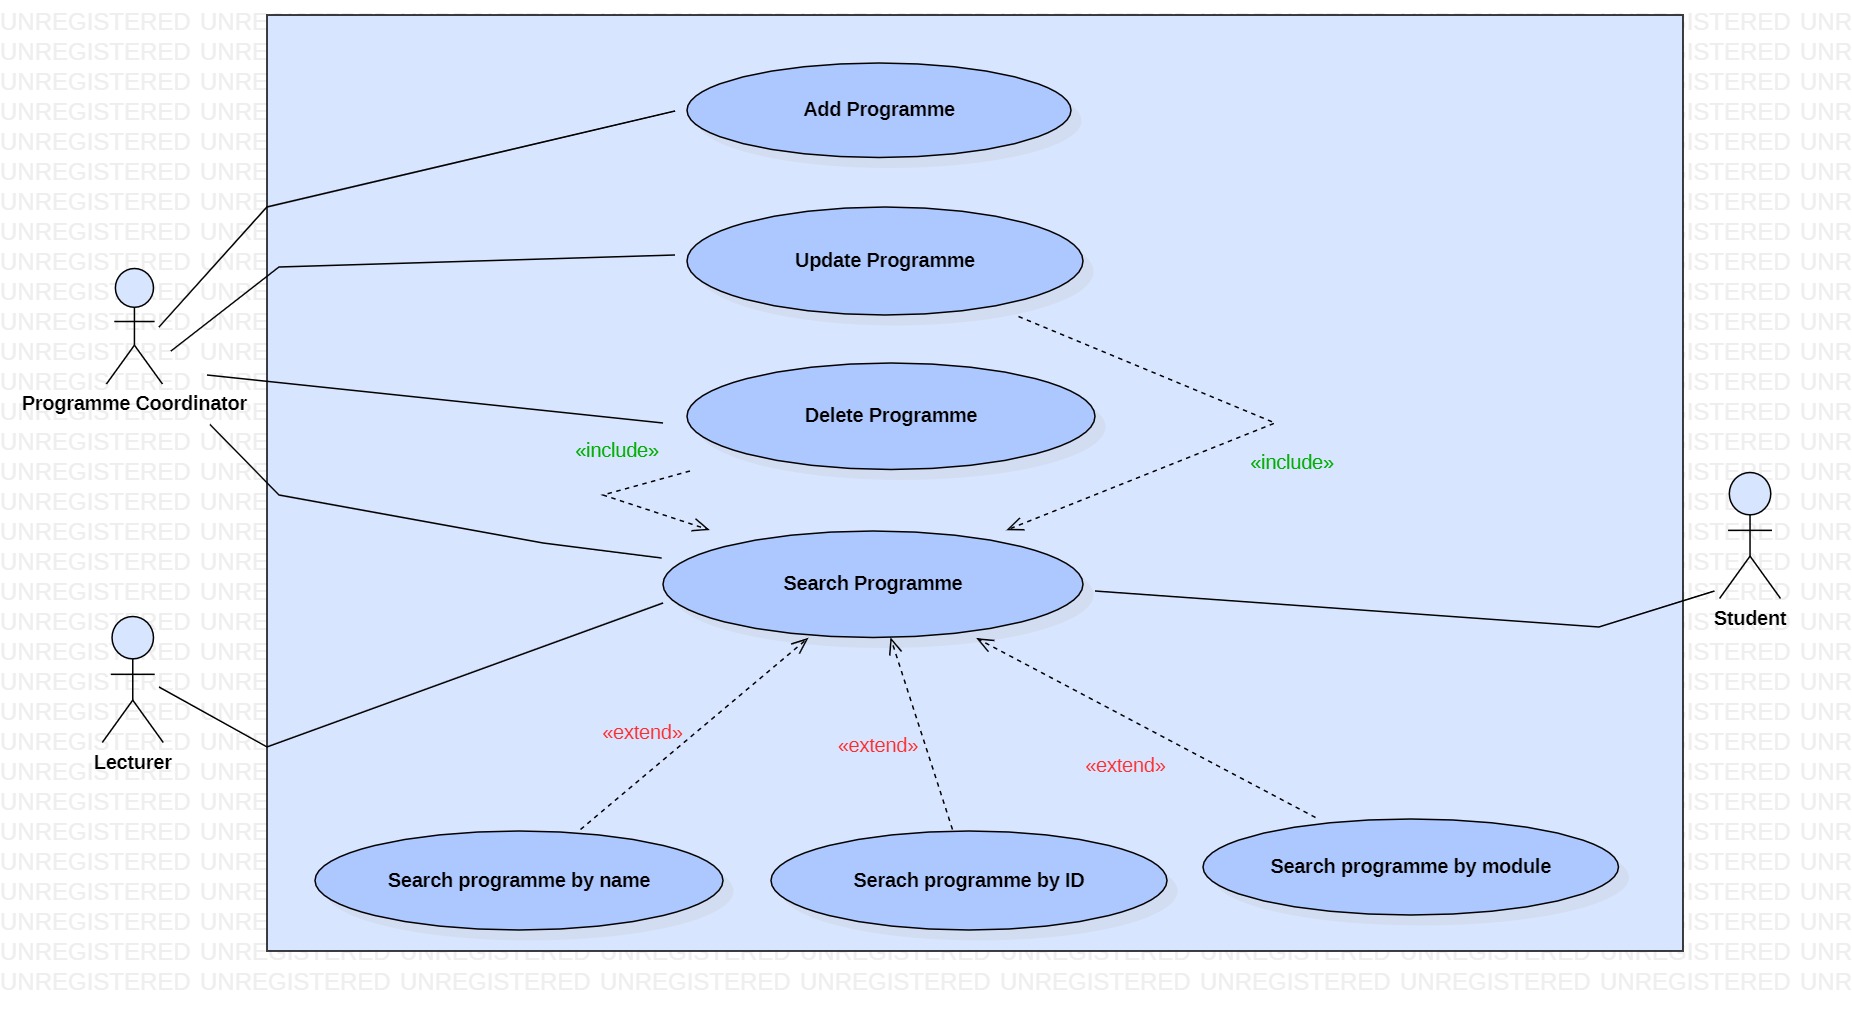 Add Programme
Update Programme
Programme Coordinator
Delete Programme
«include»
«include»
Search Programme
Student
Lecturer
«extend»
«extend»
«extend»
Search programme by name
Serach programme by ID
Search programme by module
UNREGISTERED UNREGISTERED UNREGISTERED UNREGISTERED UNREGISTERED UNREGISTERED UNREGISTERED UNREGISTERED UNREGISTERED UNR